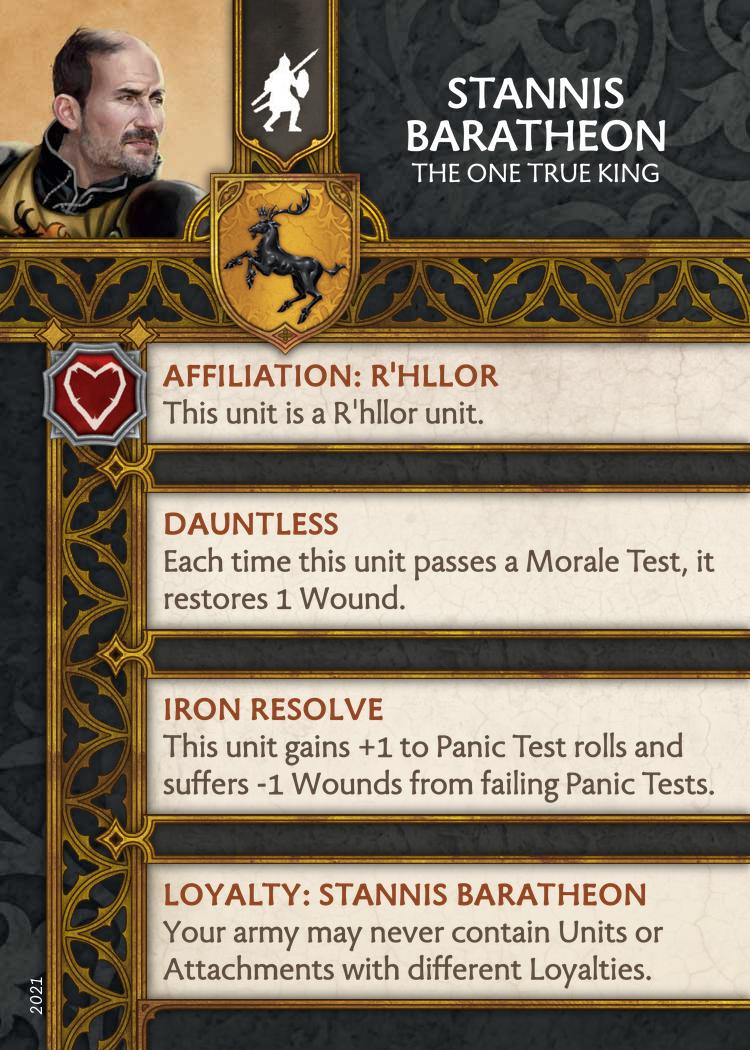 STANNIS
BARATHEON
THE ONE TRUE KING
AFFILIATION: R'HLLOR
This unit is a R'hllor unit.
DAUNTLESS
Each time this unit passes a Morale Test, it
restores 1 Wound.
IRON RESOLVE
This unit gains +1 to Panic Test rolls and
suffers -1 Wounds from failing Panic Tests.
LOYALTY: STANNIS BARATHEON
Your army may never contain Units or
Attachments with different Loyalties.
2021